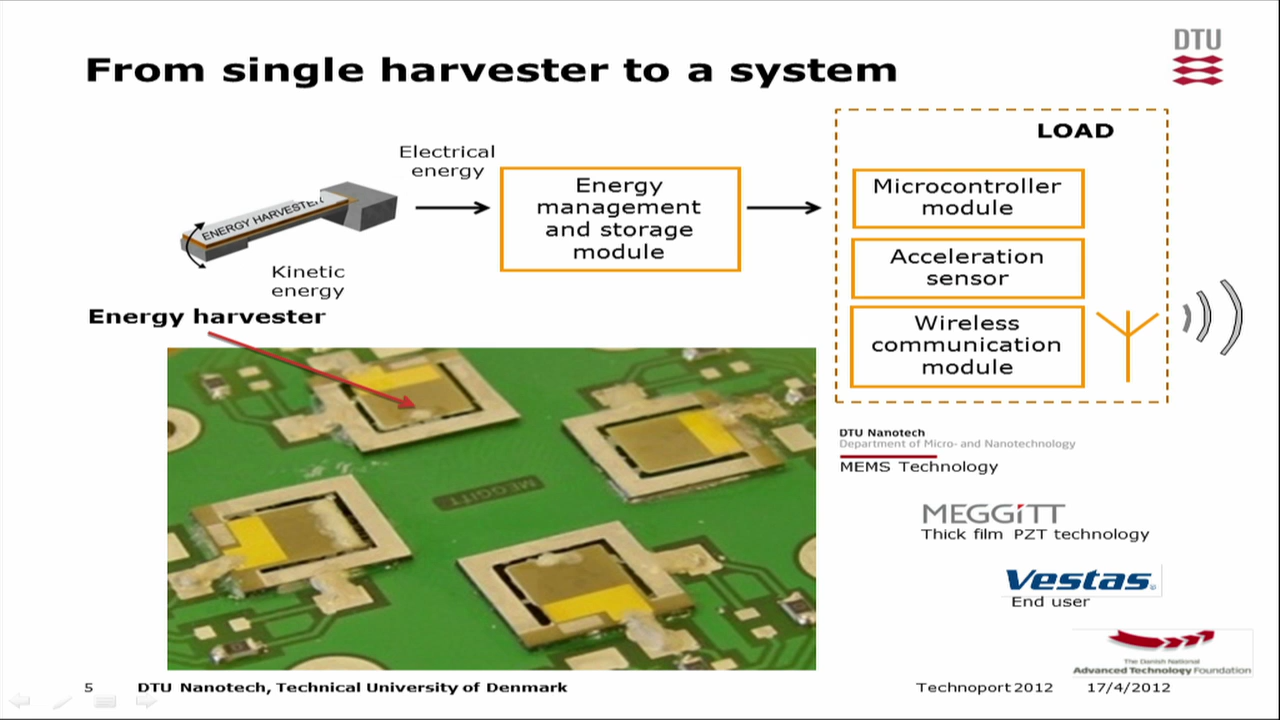 From single harvester to a system
DTU
Electrical
energy
ENERGY HARVESTER
Kinetic
energy
Energy harvester
Energy
management
and storage
module
LOAD
Microcontroller
module
Acceleration
sensor
Wireless
communication
module
MEGGITT
DTU Nanotech
Department of Micro- and Nanotechnology
MEMS Technology
MEGGiTT
Thick film PZT technology
Vestas®
End user
The Danish National
Advanced Technology Foundation
5 DTU Nanotech, Technical University of Denmark
Technoport 2012 17/4/2012